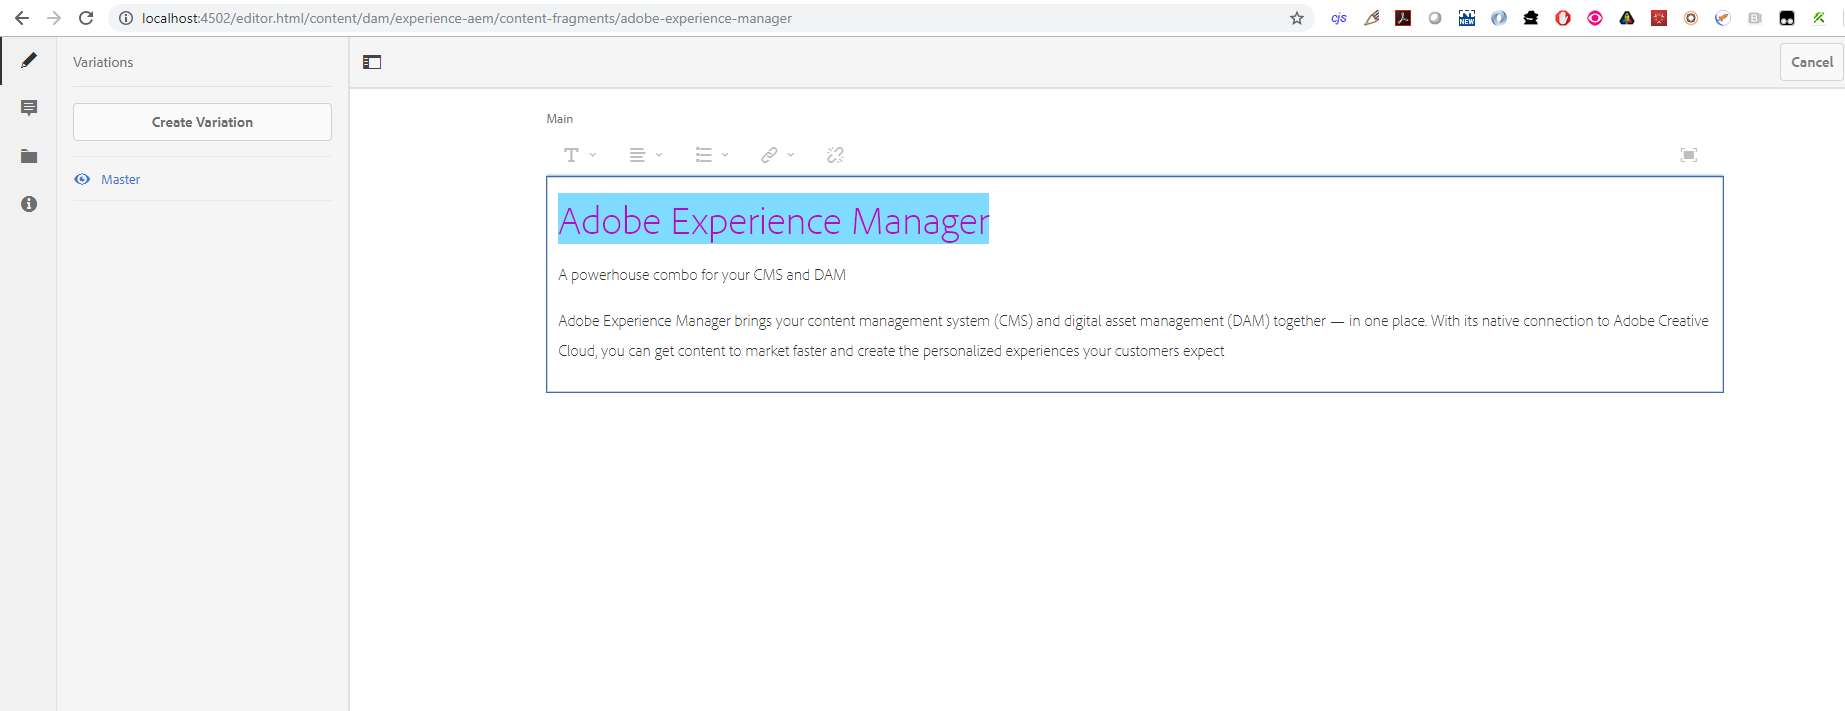 localhost:4502/editor.html/content/dam/experience-aem/content-fragments/adobe-experience-manager
cjs
NEW
Variations
Cancel
Create Variation
Master
Main
Adobe Experience Manager
A powerhouse combo for your CMS and DAM
Adobe Experience Manager brings your content management system (CMS) and digital asset management (DAM) together — in one place. With its native connection to Adobe Creative
Cloud, you can get content to market faster and create the personalized experiences your customers expect